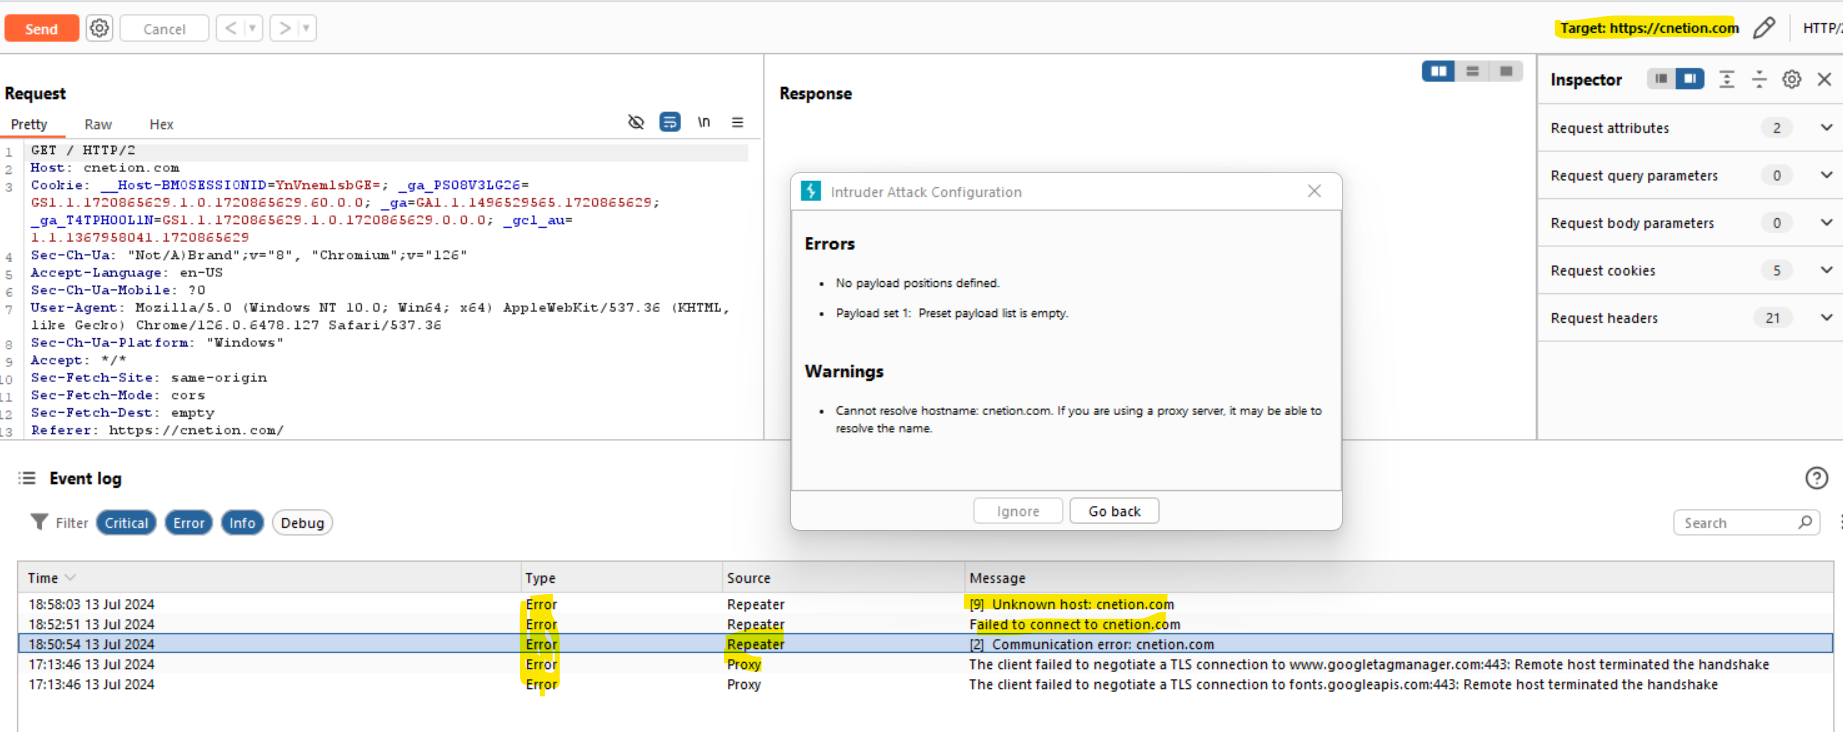 Send
Cancel
Target: https://cnetion.com
HTTP/2
Request
Response
Inspector
Pretty Raw Hex
\n
1 GET / HTTP/2
2 Host: cnetion.com
3 Cookie: __Host-BMOSESSIONID=YnVnemlsbGE=; _ga_PS08V3LG26=
GS1.1.1720865629.1.0.1720865629.60.0.0; _ga=GA1.1.1496529565.1720865629;
_ga_T4TPH00L1N=GS1.1.1720865629.1.0.1720865629.0.0.0; _gcl_au=
1.1.1367958041.1720865629
4 Sec-Ch-Ua: "Not/A)Brand";v="8", "Chromium";v="126"
5 Accept-Language: en-US
6 Sec-Ch-Ua-Mobile: ?0
7 User-Agent: Mozilla/5.0 (Windows NT 10.0; Win64; x64) AppleWebKit/537.36 (KHTML,
like Gecko) Chrome/126.0.6478.127 Safari/537.36
8 Sec-Ch-Ua-Platform: "Windows"
9 Accept: */*
10 Sec-Fetch-Site: same-origin
11 Sec-Fetch-Mode: cors
12 Sec-Fetch-Dest: empty
13 Referer: https://cnetion.com/
Request attributes 2
Request query parameters 0
Request body parameters 0
Request cookies 5
Request headers 21
Intruder Attack Configuration
Errors
• No payload positions defined.
• Payload set 1: Preset payload list is empty.
Warnings
• Cannot resolve hostname: cnetion.com. If you are using a proxy server, it may be able to
resolve the name.
Ignore
Go back
Event log
Filter Critical Error Info Debug
Search
Time Type Source Message
18:58:03 13 Jul 2024 Error Repeater [9] Unknown host: cnetion.com
18:52:51 13 Jul 2024 Error Repeater Failed to connect to cnetion.com
18:50:54 13 Jul 2024 Error Repeater [2] Communication error: cnetion.com
17:13:46 13 Jul 2024 Error Proxy The client failed to negotiate a TLS connection to www.googletagmanager.com:443: Remote host terminated the handshake
17:13:46 13 Jul 2024 Error Proxy The client failed to negotiate a TLS connection to fonts.googleapis.com:443: Remote host terminated the handshake